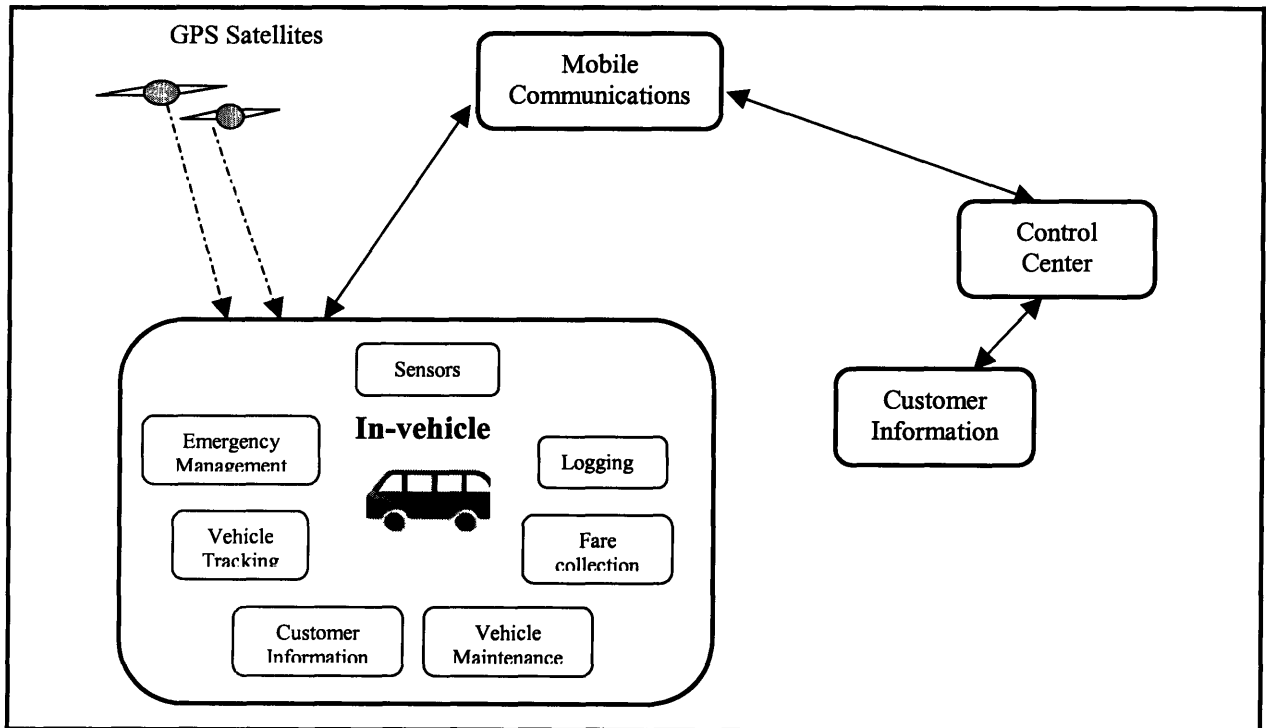 GPS Satellites
Mobile
Communications
Control
Center
Customer
Information
Sensors
In-vehicle
Emergency
Management
Logging
Vehicle
Tracking
Fare
collection
Customer
Information
Vehicle
Maintenance